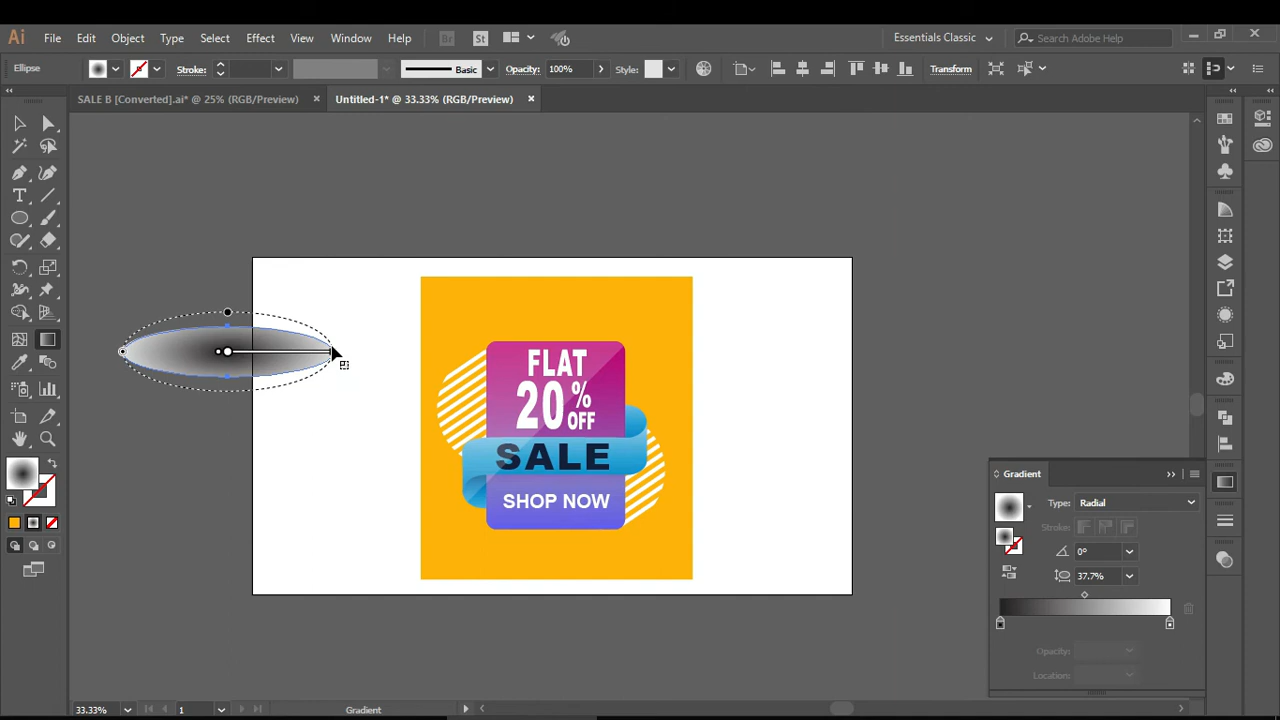 Ai File Edit Object Type Select Effect View Window Help Br St Essentials Classic Search Adobe Help
Ellipse Stroke: Basic Opacity: 100% Style: Transform
SALE B [Converted].ai* @ 25% (RGB/Preview) × Untitled-1* @ 33.33% (RGB/Preview) ×
FLAT
20%
OFF
SALE
SHOP NOW
Gradient
Type: Radial
Stroke:
0°
37.7%
Opacity:
Location:
33.33% 1 Gradient